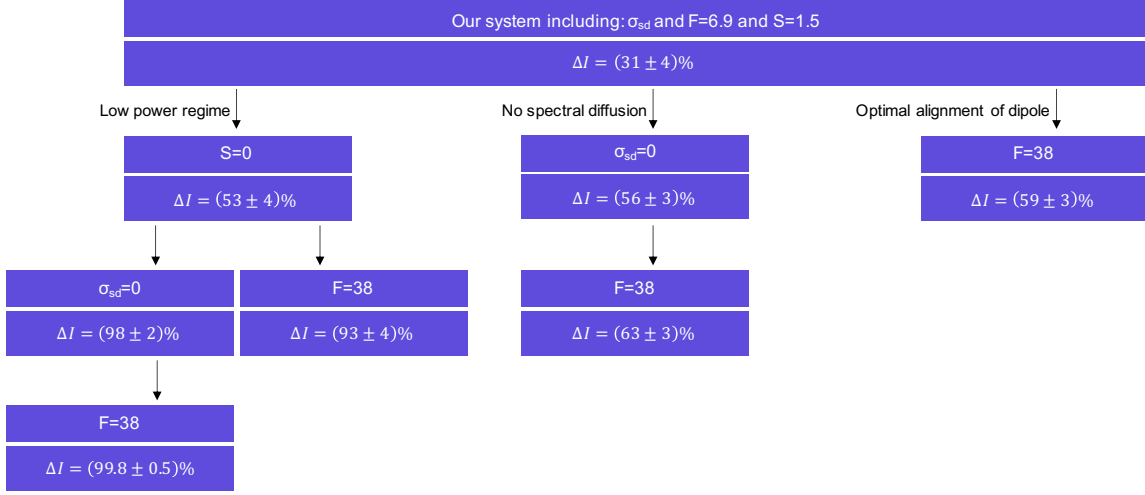 Our system including: σsd and F=6.9 and S=1.5
ΔI = (31 ± 4)%
Low power regime
No spectral diffusion
Optimal alignment of dipole
S=0
ΔI = (53 ± 4)%
σsd=0
ΔI = (56 ± 3)%
F=38
ΔI = (59 ± 3)%
σsd=0
ΔI = (98 ± 2)%
F=38
ΔI = (93 ± 4)%
F=38
ΔI = (63 ± 3)%
F=38
ΔI = (99.8 ± 0.5)%